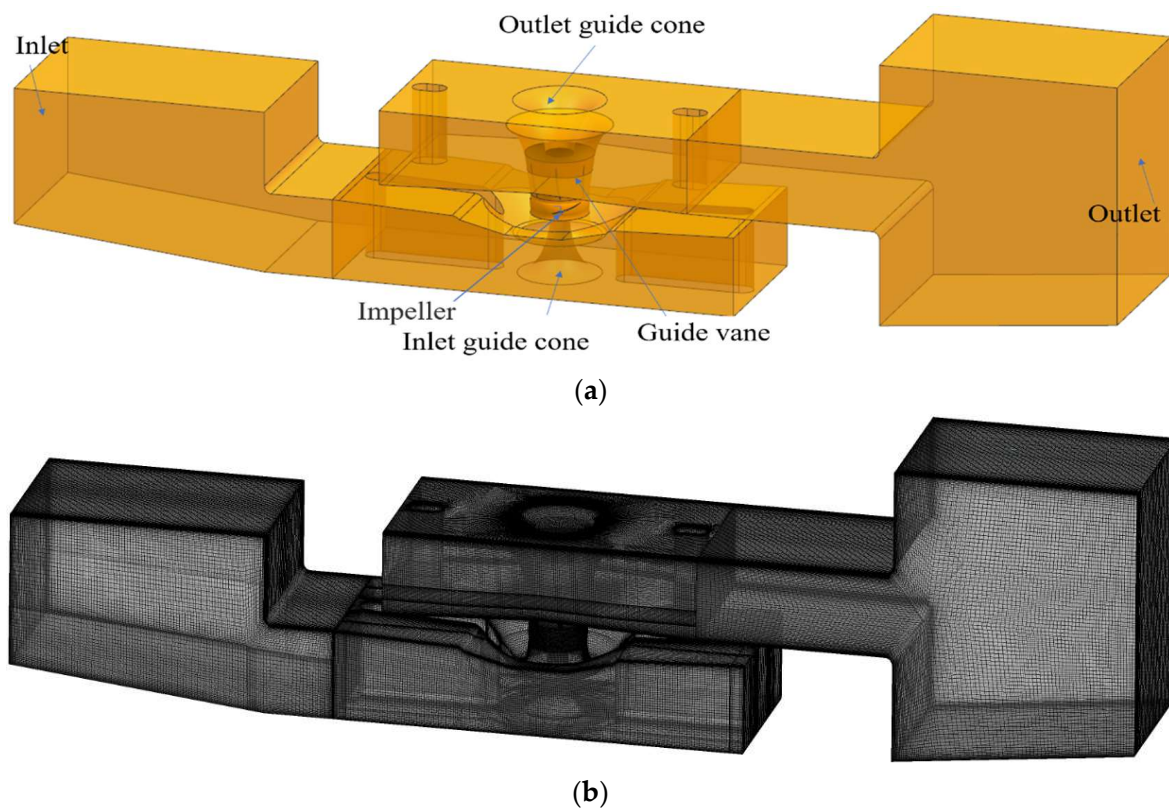 Outlet guide cone
Inlet
Outlet
Impeller
Guide vane
Inlet guide cone
(a)
(b)